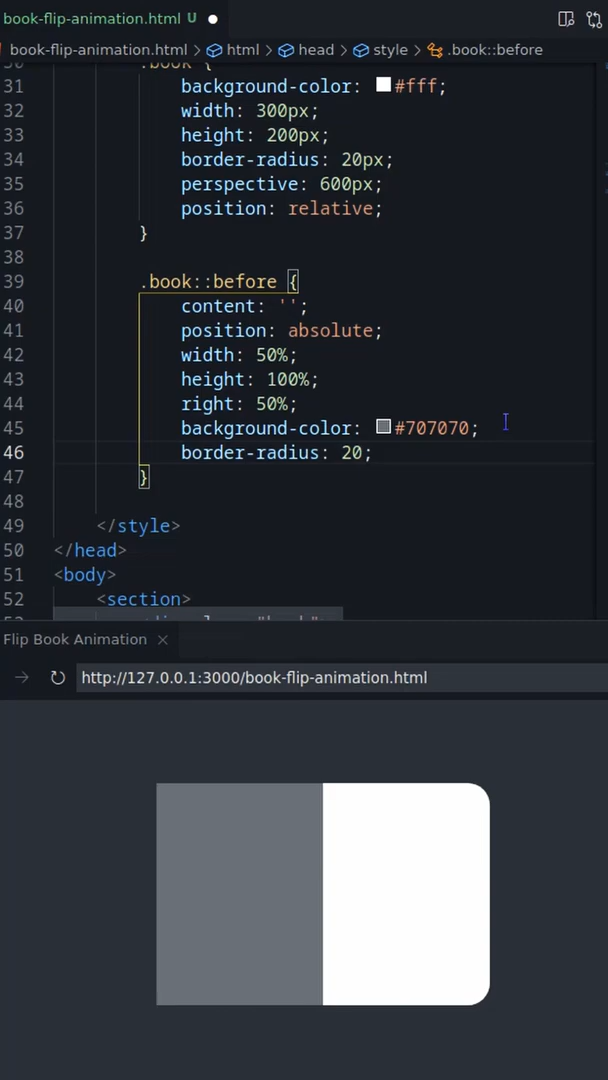 book-flip-animation.html U
book-flip-animation.html > html > head > style > .book::before
.book {
31 background-color: #fff;
32 width: 300px;
33 height: 200px;
34 border-radius: 20px;
35 perspective: 600px;
36 position: relative;
37 }
38
39 .book::before {
40 content: '';
41 position: absolute;
42 width: 50%;
43 height: 100%;
44 right: 50%;
45 background-color: #707070;
46 border-radius: 20;
47 }
48
49 </style>
50 </head>
51 <body>
52 <section>
Flip Book Animation
http://127.0.0.1:3000/book-flip-animation.html